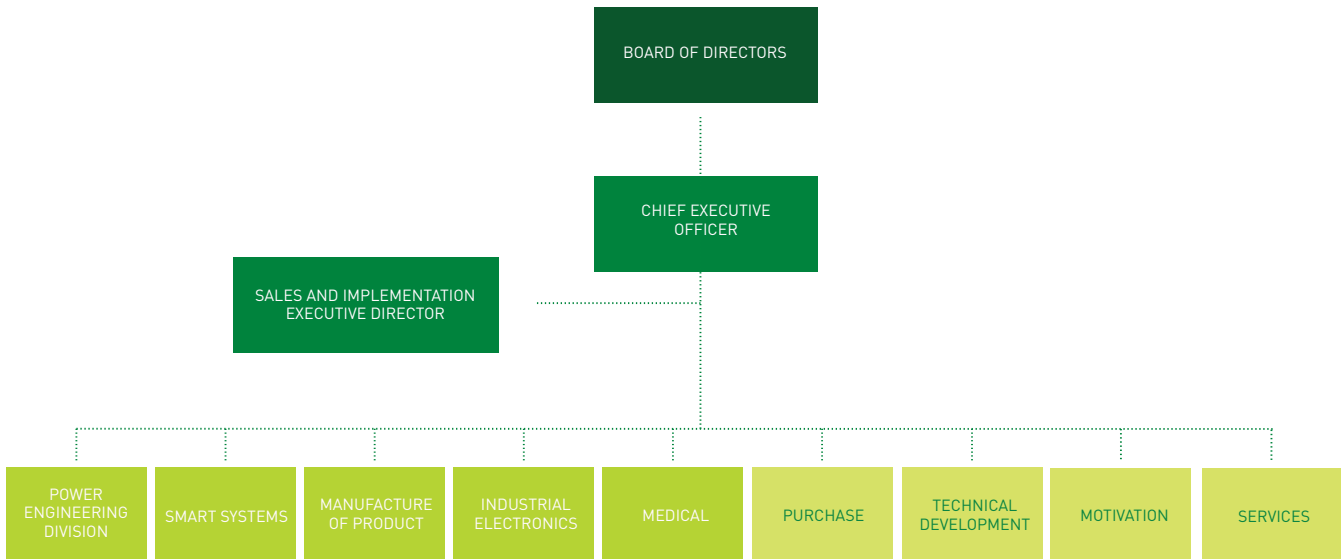 BOARD OF DIRECTORS
CHIEF EXECUTIVE
OFFICER
SALES AND IMPLEMENTATION
EXECUTIVE DIRECTOR
POWER
ENGINEERING
DIVISION
SMART SYSTEMS
MANUFACTURE
OF PRODUCT
INDUSTRIAL
ELECTRONICS
MEDICAL
PURCHASE
TECHNICAL
DEVELOPMENT
MOTIVATION
SERVICES